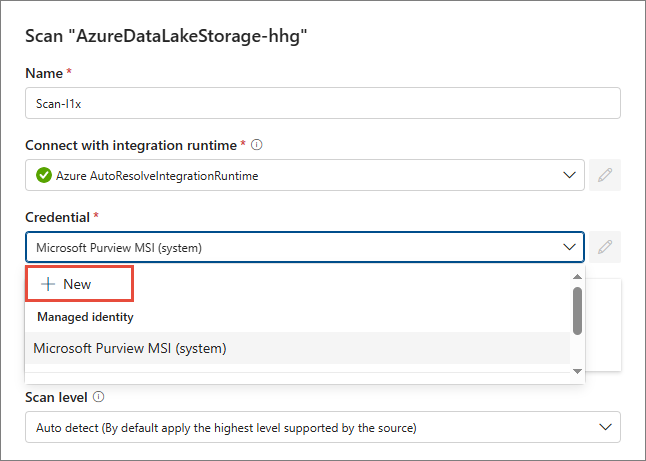 Scan "AzureDataLakeStorage-hhg"
Name *
Scan-l1x
Connect with integration runtime *
Azure AutoResolveIntegrationRuntime
Credential *
Microsoft Purview MSI (system)
New
Managed identity
Microsoft Purview MSI (system)
Scan level
Auto detect (By default apply the highest level supported by the source)